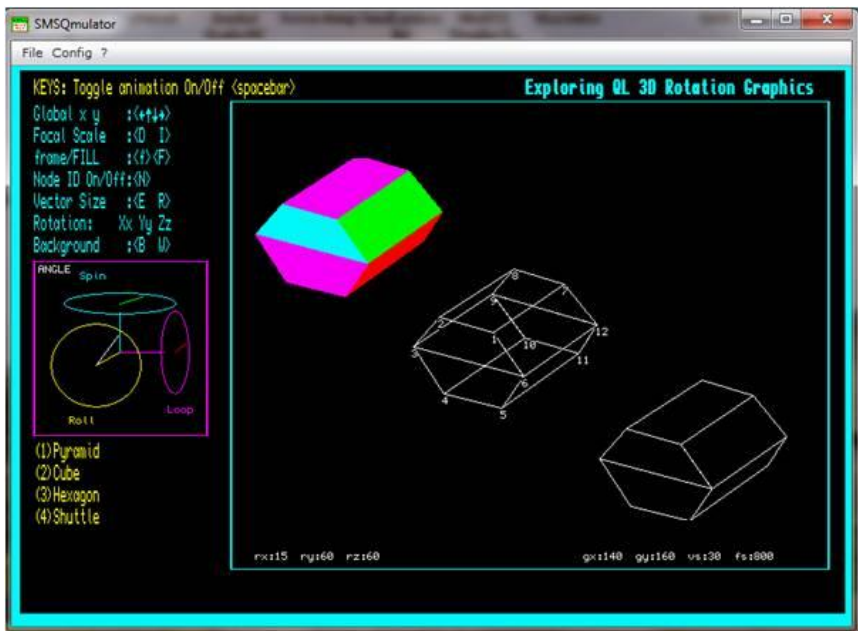 SMSQmulator
File Config ?
KEYS: Toggle animation On/Off <spacebar>
Exploring QL 3D Rotation Graphics
Global x y :<←↑↓→>
Focal Scale :<O I>
frame/FILL :<f><F>
Node ID On/Off:<N>
Vector Size :<E R>
Rotation: Xx Yy Zz
Background :<B W>
ANGLE
Spin
Roll
Loop
(1)Pyramid
(2)Cube
(3)Hexagon
(4)Shuttle
8
7
9
2
12
1
10
3
11
6
4
5
rx:15 ry:60 rz:60
gx:140 gy:160 vs:30 fs:800